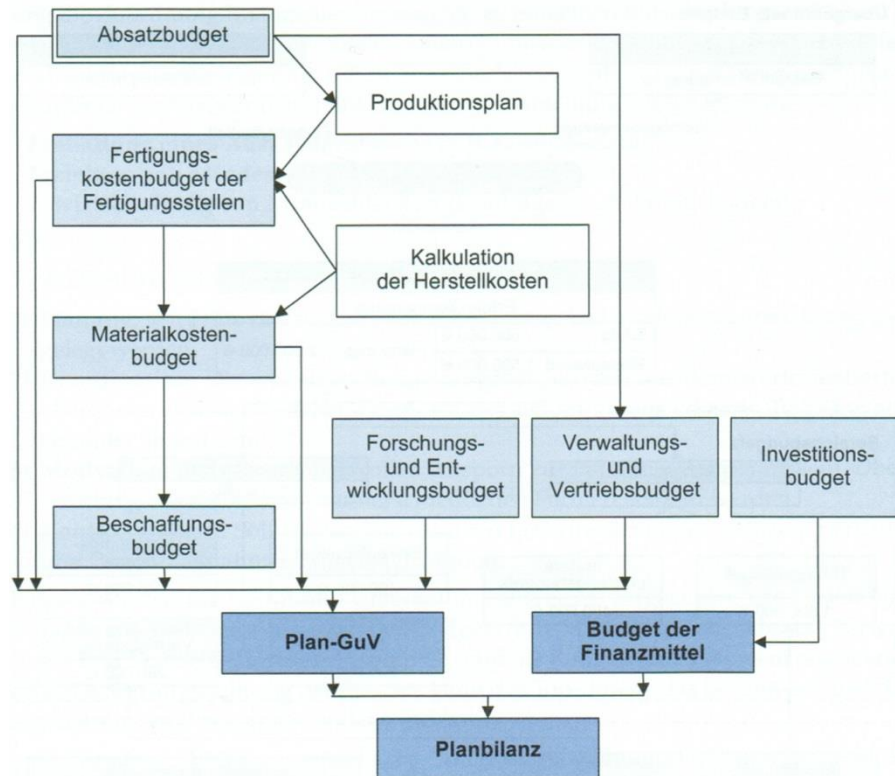 Absatzbudget
Produktionsplan
Fertigungs-
kostenbudget der
Fertigungsstellen
Kalkulation
der Herstellkosten
Materialkosten-
budget
Forschungs-
und Ent-
wicklungsbudget
Verwaltungs-
und
Vertriebsbudget
Investitions-
budget
Beschaffungs-
budget
Plan-GuV
Budget der
Finanzmittel
Planbilanz